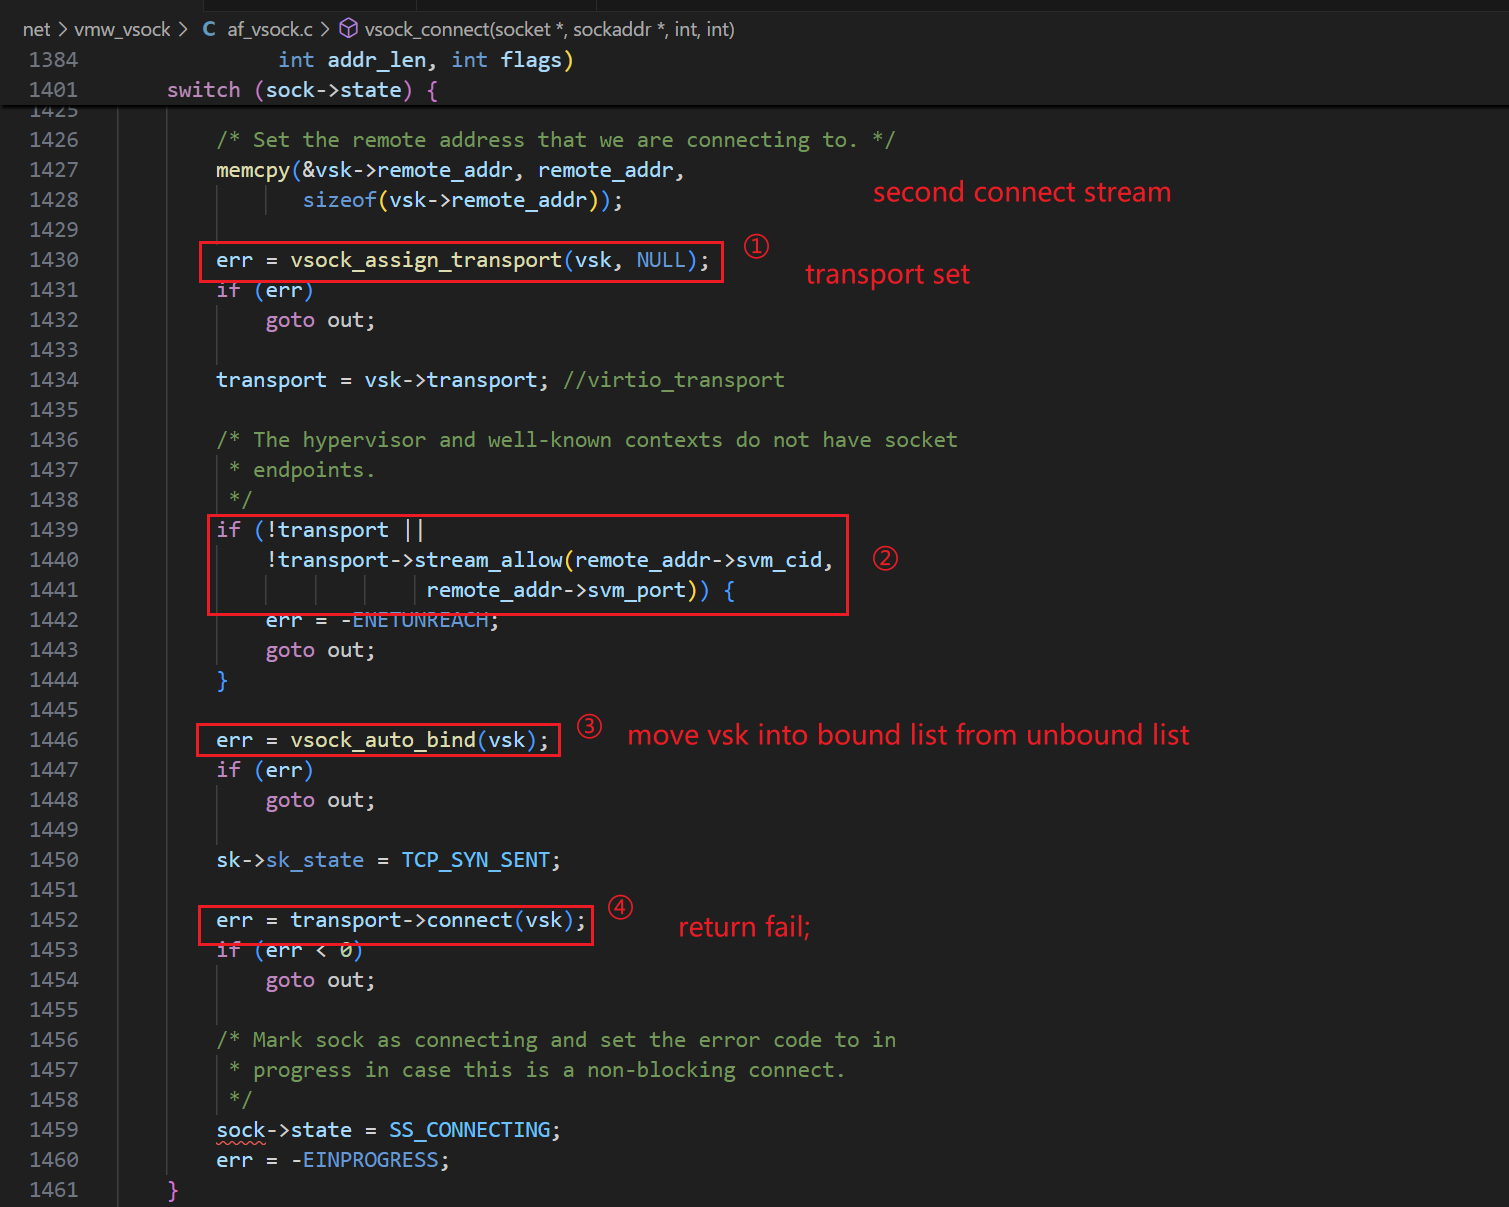 net > vmw_vsock > C af_vsock.c > vsock_connect(socket *, sockaddr *, int, int)
1384 int addr_len, int flags)
1401 switch (sock->state) {
1425
1426 /* Set the remote address that we are connecting to. */
1427 memcpy(&vsk->remote_addr, remote_addr,
1428 sizeof(vsk->remote_addr));
second connect stream
1429
1430 err = vsock_assign_transport(vsk, NULL); ①
transport set
1431 if (err)
1432 goto out;
1433
1434 transport = vsk->transport; //virtio_transport
1435
1436 /* The hypervisor and well-known contexts do not have socket
1437 * endpoints.
1438 */
1439 if (!transport ||
1440 !transport->stream_allow(remote_addr->svm_cid, ②
1441 remote_addr->svm_port)) {
1442 err = -ENETUNREACH;
1443 goto out;
1444 }
1445
1446 err = vsock_auto_bind(vsk); ③ move vsk into bound list from unbound list
1447 if (err)
1448 goto out;
1449
1450 sk->sk_state = TCP_SYN_SENT;
1451
1452 err = transport->connect(vsk); ④ return fail;
1453 if (err < 0)
1454 goto out;
1455
1456 /* Mark sock as connecting and set the error code to in
1457 * progress in case this is a non-blocking connect.
1458 */
1459 sock->state = SS_CONNECTING;
1460 err = -EINPROGRESS;
1461 }